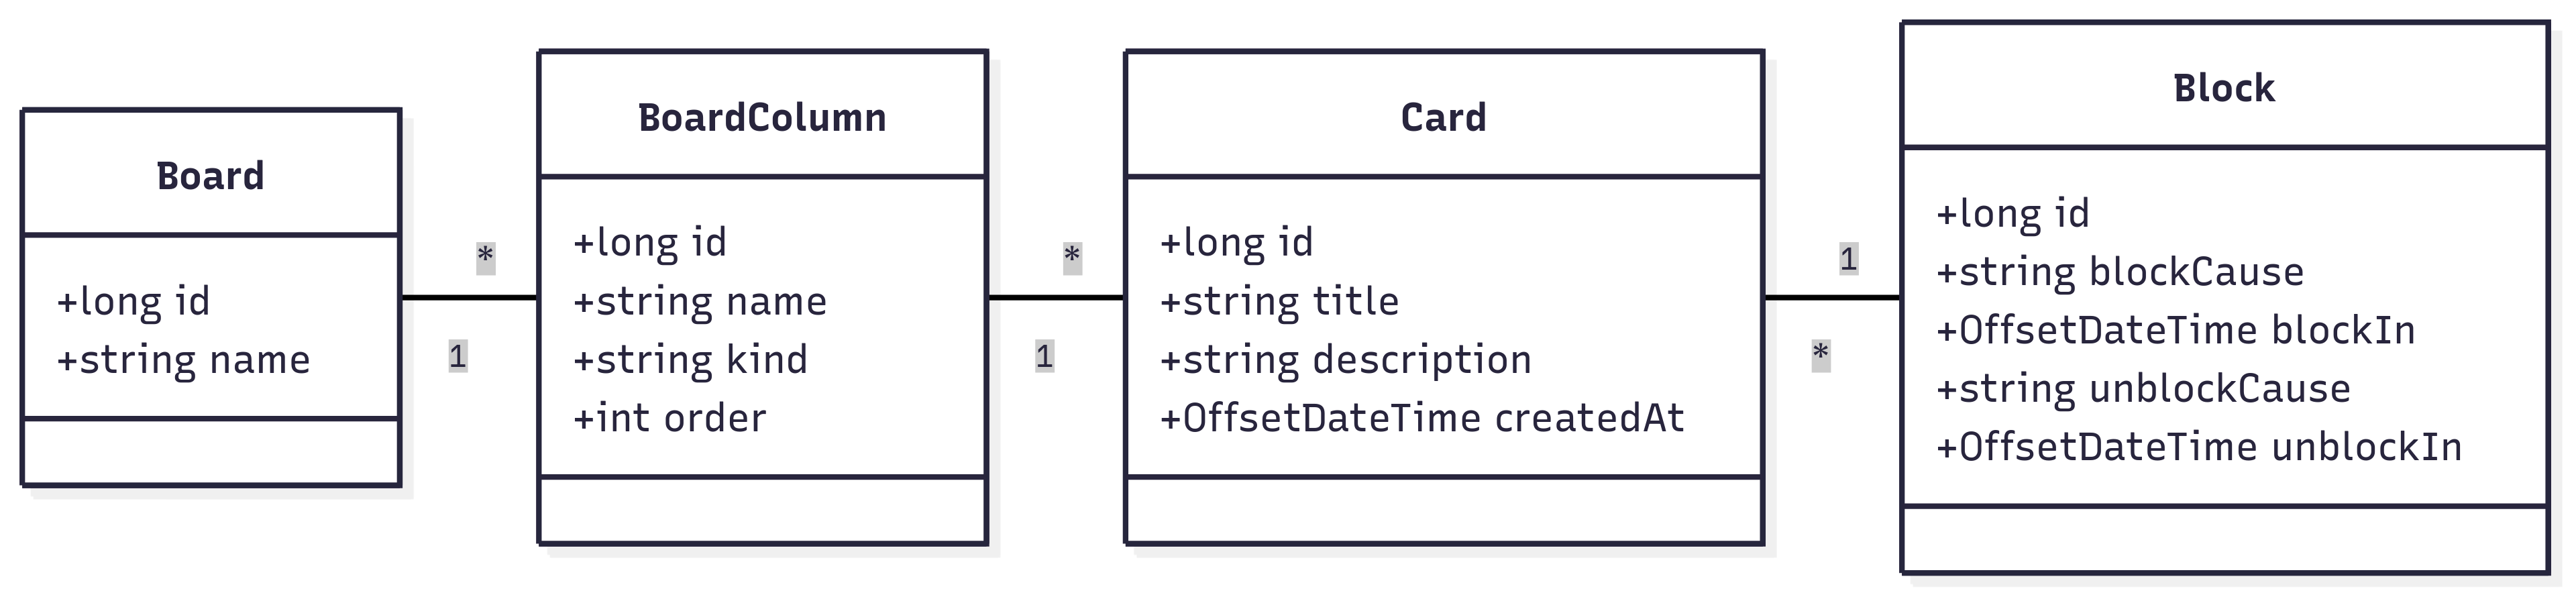 Board
+long id
+string name
*
1
BoardColumn
+long id
+string name
+string kind
+int order
*
1
Card
+long id
+string title
+string description
+OffsetDateTime createdAt
1
*
Block
+long id
+string blockCause
+OffsetDateTime blockIn
+string unblockCause
+OffsetDateTime unblockIn